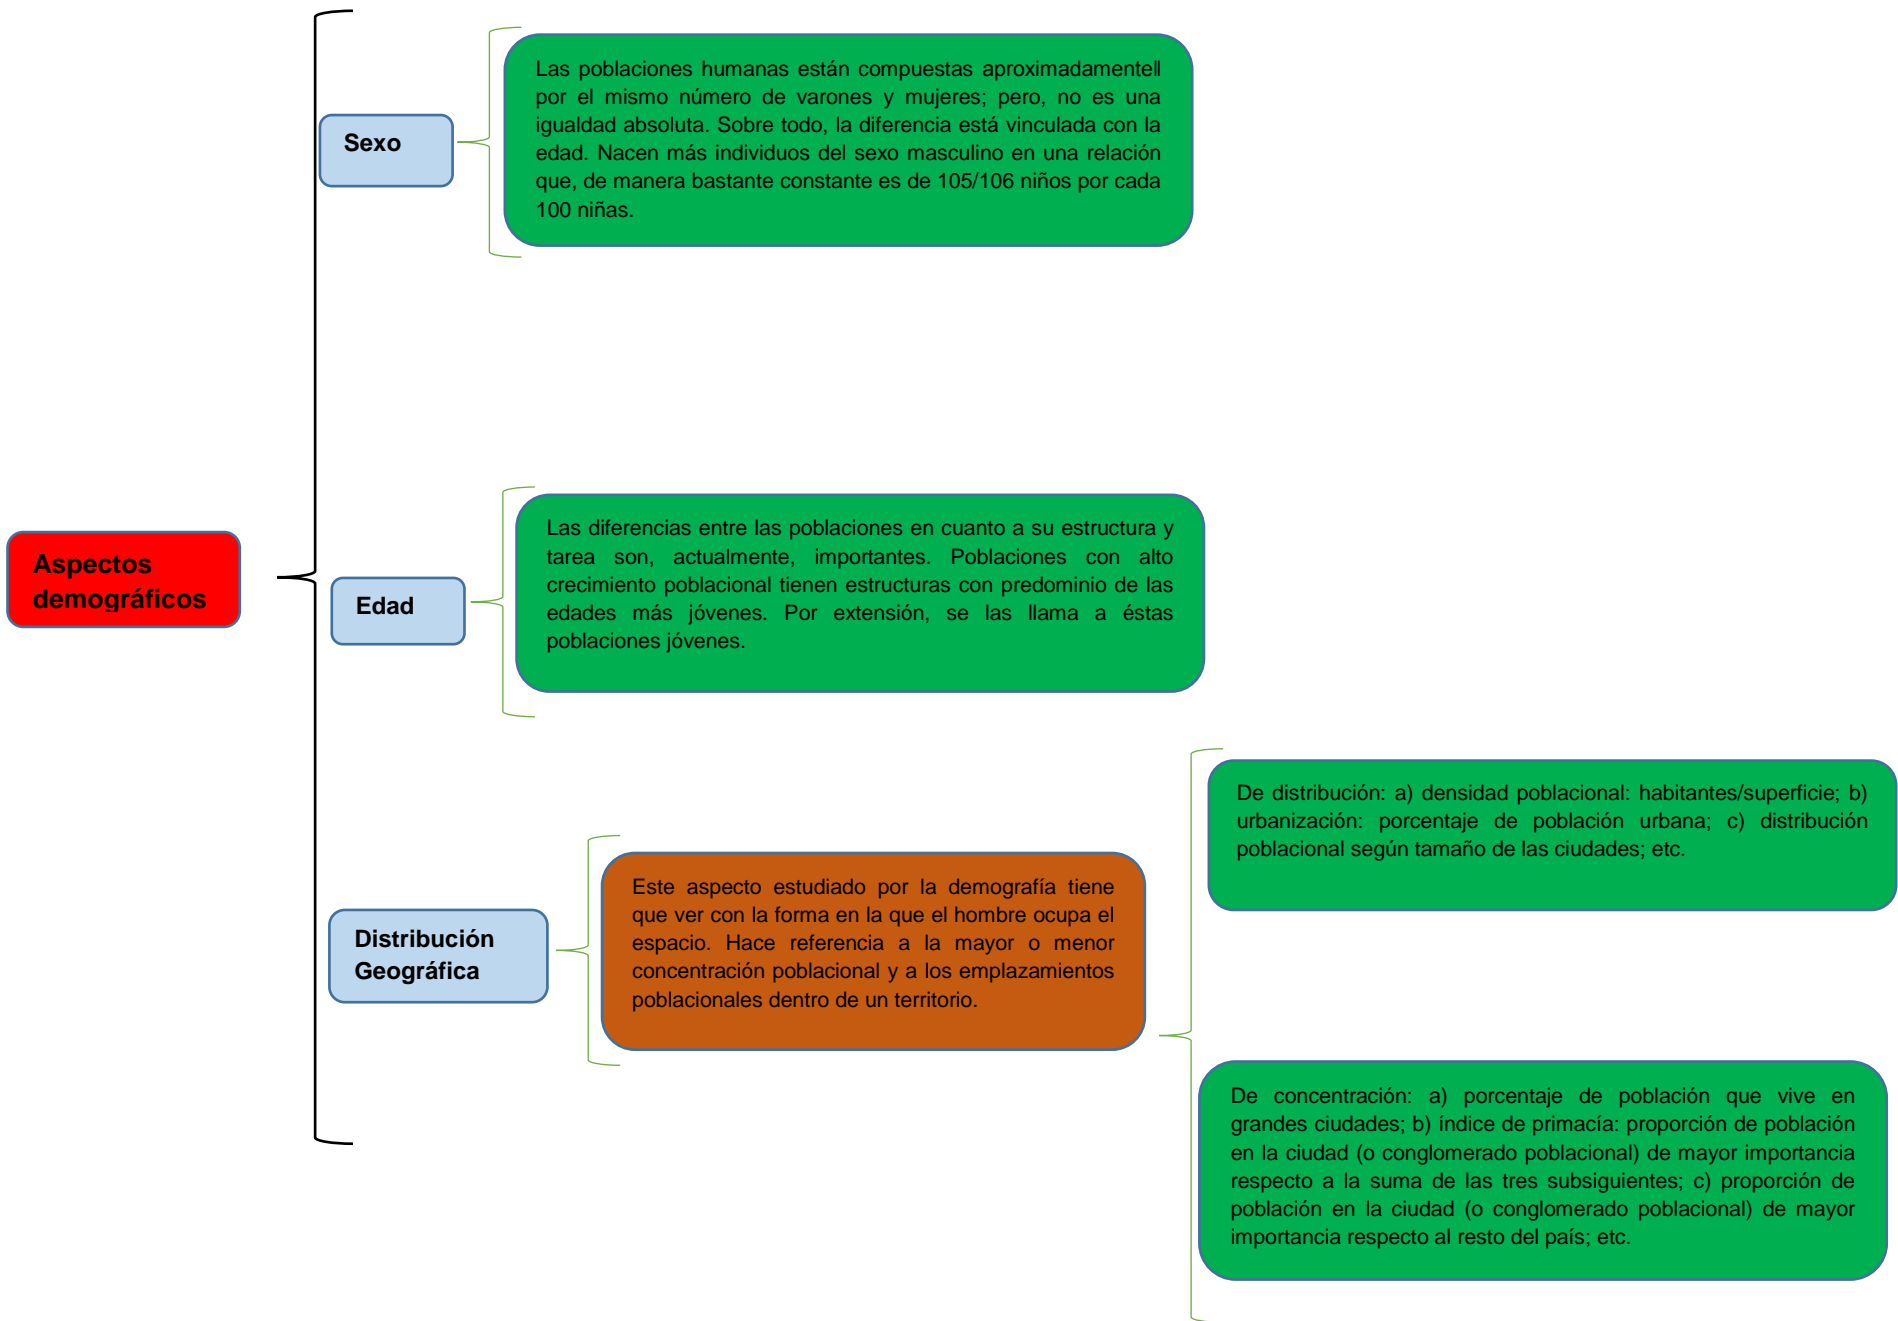 Aspectos
demográficos
Sexo
Las poblaciones humanas están compuestas aproximadamentell
por el mismo número de varones y mujeres; pero, no es una
igualdad absoluta. Sobre todo, la diferencia está vinculada con la
edad. Nacen más individuos del sexo masculino en una relación
que, de manera bastante constante es de 105/106 niños por cada
100 niñas.
Edad
Las diferencias entre las poblaciones en cuanto a su estructura y
tarea son, actualmente, importantes. Poblaciones con alto
crecimiento poblacional tienen estructuras con predominio de las
edades más jóvenes. Por extensión, se las llama a éstas
poblaciones jóvenes.
Distribución
Geográfica
Este aspecto estudiado por la demografía tiene
que ver con la forma en la que el hombre ocupa el
espacio. Hace referencia a la mayor o menor
concentración poblacional y a los emplazamientos
poblacionales dentro de un territorio.
De distribución: a) densidad poblacional: habitantes/superficie; b)
urbanización: porcentaje de población urbana; c) distribución
poblacional según tamaño de las ciudades; etc.
De concentración: a) porcentaje de población que vive en
grandes ciudades; b) índice de primacía: proporción de población
en la ciudad (o conglomerado poblacional) de mayor importancia
respecto a la suma de las tres subsiguientes; c) proporción de
población en la ciudad (o conglomerado poblacional) de mayor
importancia respecto al resto del país; etc.